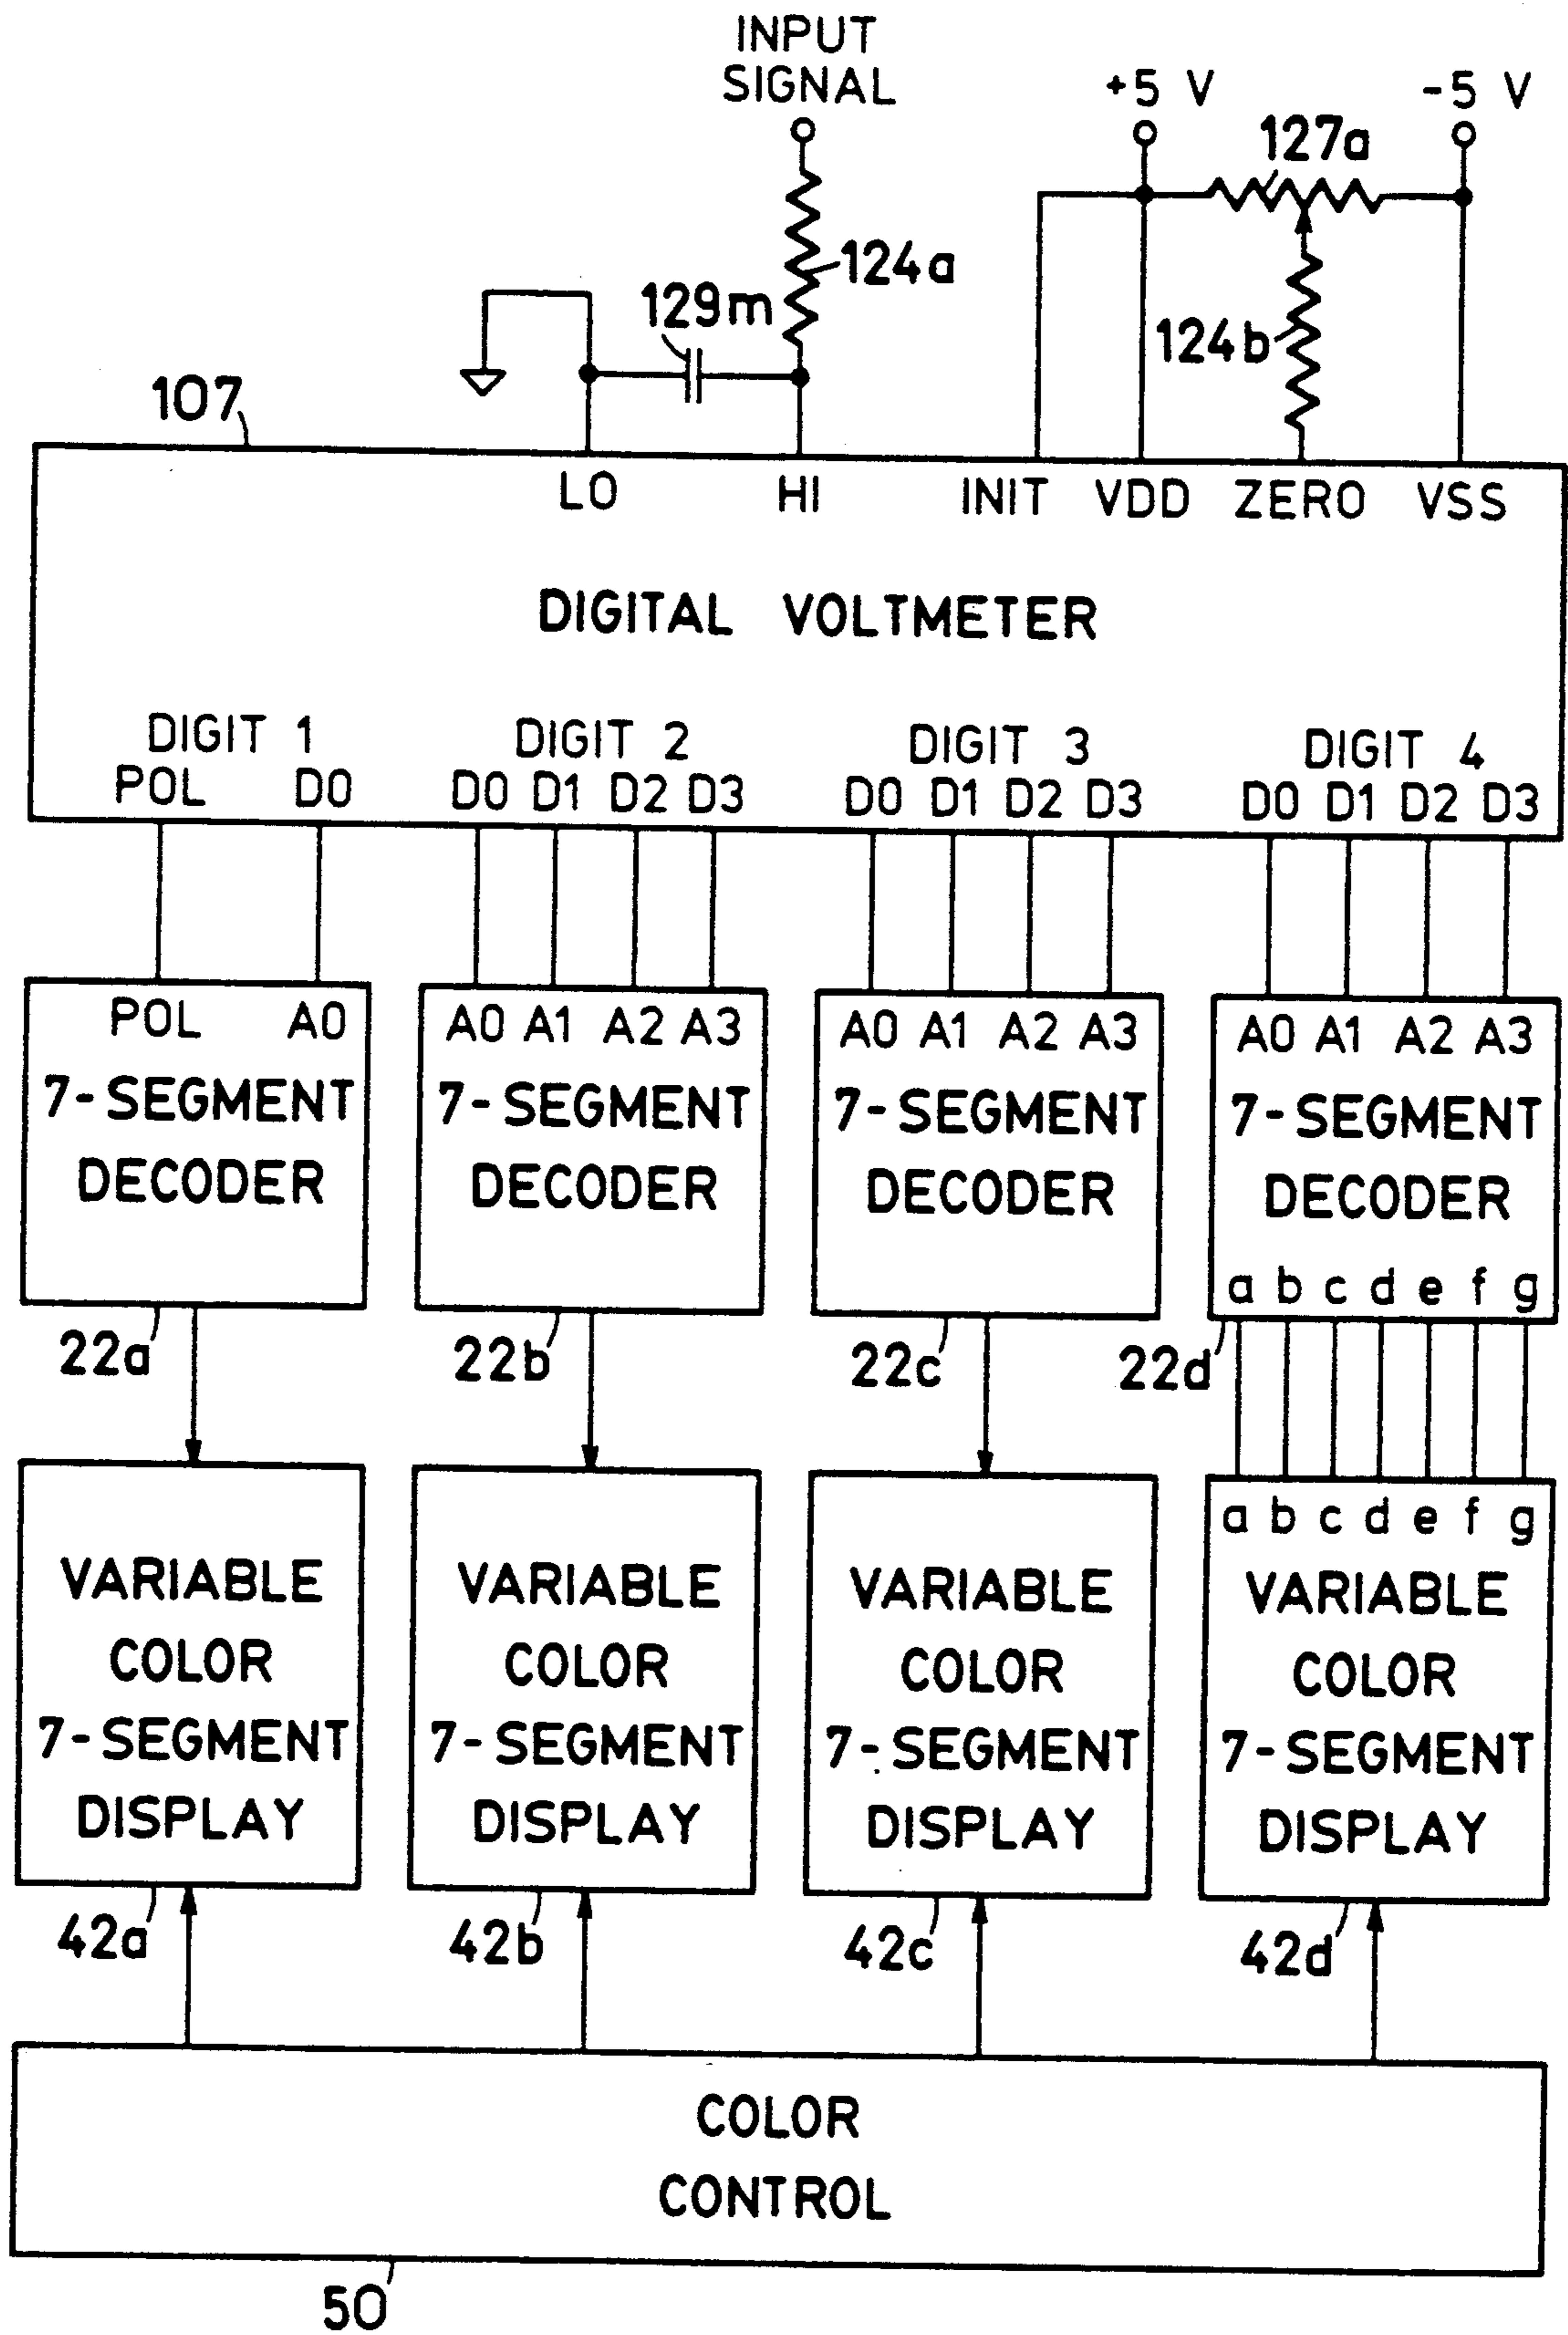 INPUT
SIGNAL
+5 V
-5 V
127a
124a
129m
124b
107
LO HI INIT VDD ZERO VSS
DIGITAL VOLTMETER
DIGIT 1 DIGIT 2 DIGIT 3 DIGIT 4
POL D0 D0 D1 D2 D3 D0 D1 D2 D3 D0 D1 D2 D3
POL A0
7-SEGMENT
DECODER
22a
A0 A1 A2 A3
7-SEGMENT
DECODER
22b
A0 A1 A2 A3
7-SEGMENT
DECODER
22c
A0 A1 A2 A3
7-SEGMENT
DECODER
a b c d e f g
22d
VARIABLE
COLOR
7-SEGMENT
DISPLAY
42a
VARIABLE
COLOR
7-SEGMENT
DISPLAY
42b
VARIABLE
COLOR
7-SEGMENT
DISPLAY
42c
a b c d e f g
VARIABLE
COLOR
7-SEGMENT
DISPLAY
42d
COLOR
CONTROL
50